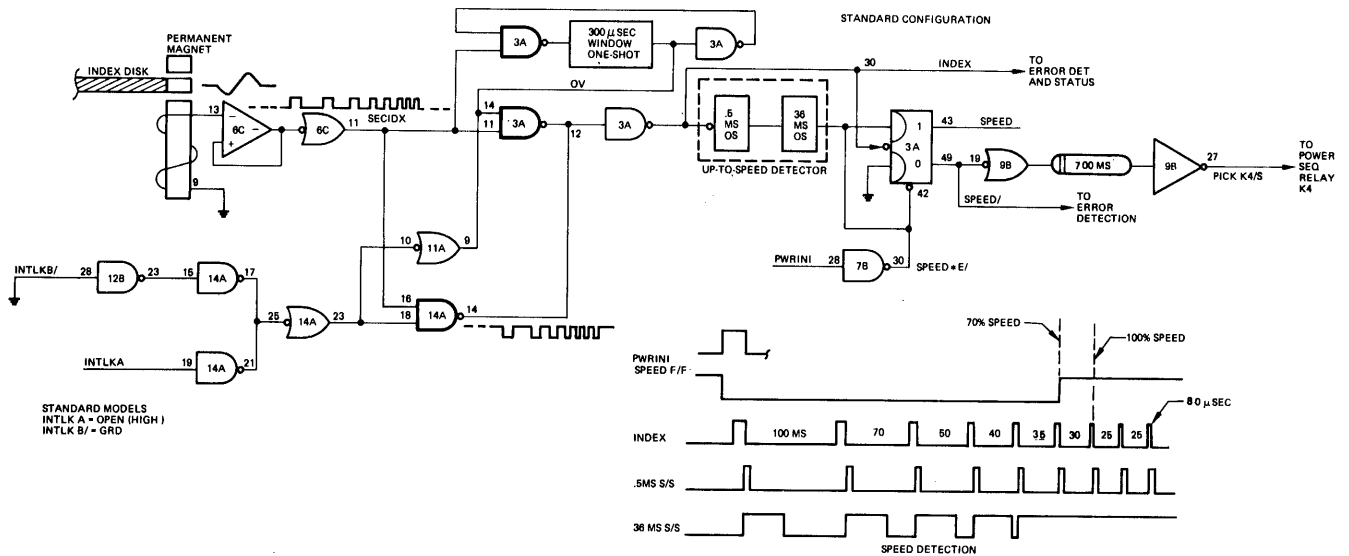 STANDARD CONFIGURATION
PERMANENT
MAGNET
INDEX DISK
3A
300 μSEC
WINDOW
ONE-SHOT
3A
OV
30
INDEX
TO
ERROR DET
AND STATUS
13
6C
6C
11
SECIDX
14
11
3A
12
3A
.5
MS
OS
36
MS
OS
UP-TO-SPEED DETECTOR
1
3A
0
43
SPEED
49
42
19
9B
700 MS
9B
27
PICK K4/S
TO
POWER
SEQ
RELAY
K4
SPEED/
TO
ERROR
DETECTION
9
10
11A
9
PWRINI
28
7B
30
SPEED*E/
INTLKB/
28
12B
23
16
14A
17
25
14A
23
16
18
14A
14
INTLKA
19
14A
21
STANDARD MODELS
INTLK A = OPEN (HIGH)
INTLK B/ = GRD
70% SPEED
100% SPEED
PWRINI
SPEED F/F
80 μSEC
INDEX
100 MS
70
50
40
35
30
25
25
.5MS S/S
36 MS S/S
SPEED DETECTION